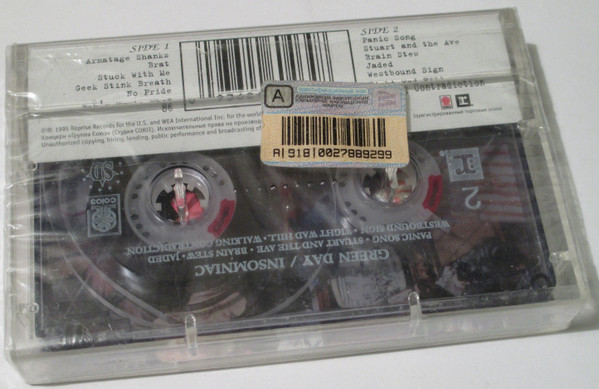 SIDE 1
Armatage Shanks
Brat
Stuck With Me
Geek Stink Breath
No Pride
SIDE 2
Panic Song
Stuart and the Ave
Brain Stew
Jaded
Westbound Sign
Contradiction
A
A|918|0027889299
1995 Reprise Records for the U.S. and WEA International Inc. for the world
Unauthorized copying, hiring, lending, public performance and broadcasting of
2
PANIC SONG • STUART AND THE AVE • BRAIN STEW • JADED
WESTBOUND SIGN • TIGHT WAD HILL • WALKING CONTRADICTION
GREEN DAY / INSOMNIAC